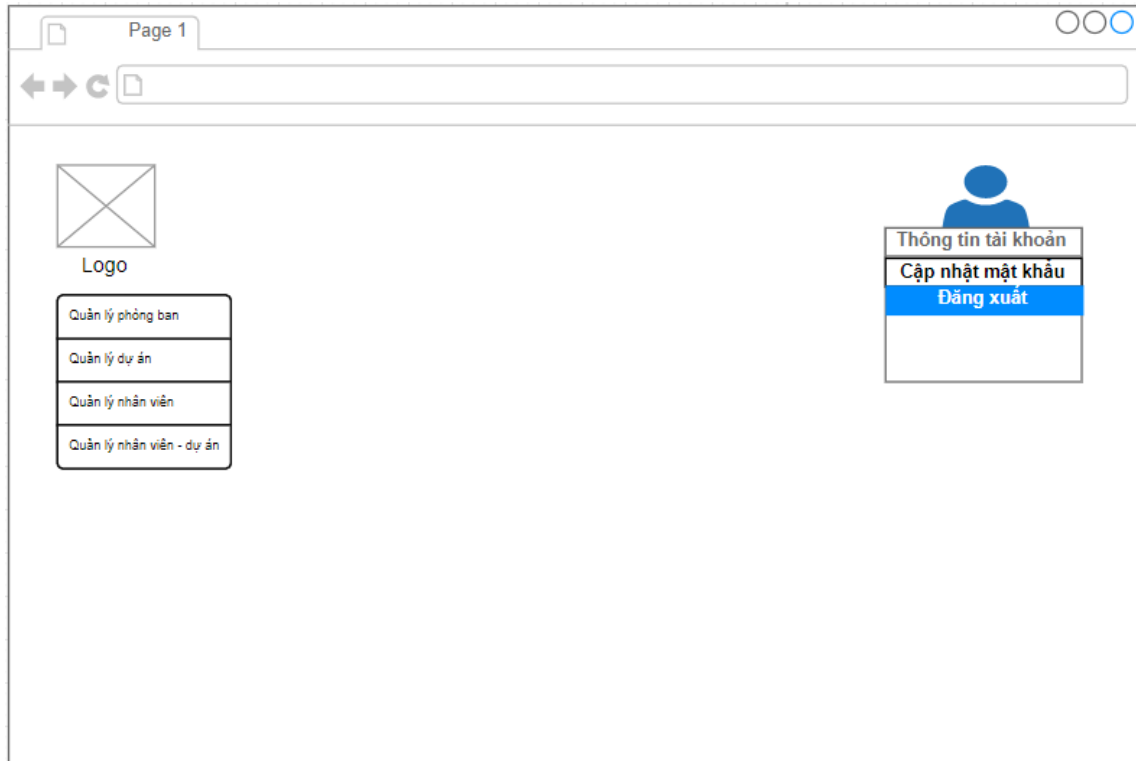 Page 1
Logo
Quản lý phòng ban
Quản lý dự án
Quản lý nhân viên
Quản lý nhân viên - dự án
Thông tin tài khoản
Cập nhật mật khẩu
Đăng xuất